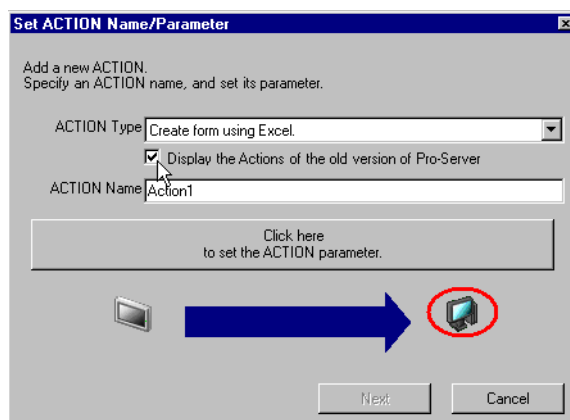 Set ACTION Name/Parameter
Add a new ACTION.
Specify an ACTION name, and set its parameter.
ACTION Type Create form using Excel.
Display the Actions of the old version of Pro-Server
ACTION Name Action1
Click here
to set the ACTION parameter.
Next Cancel